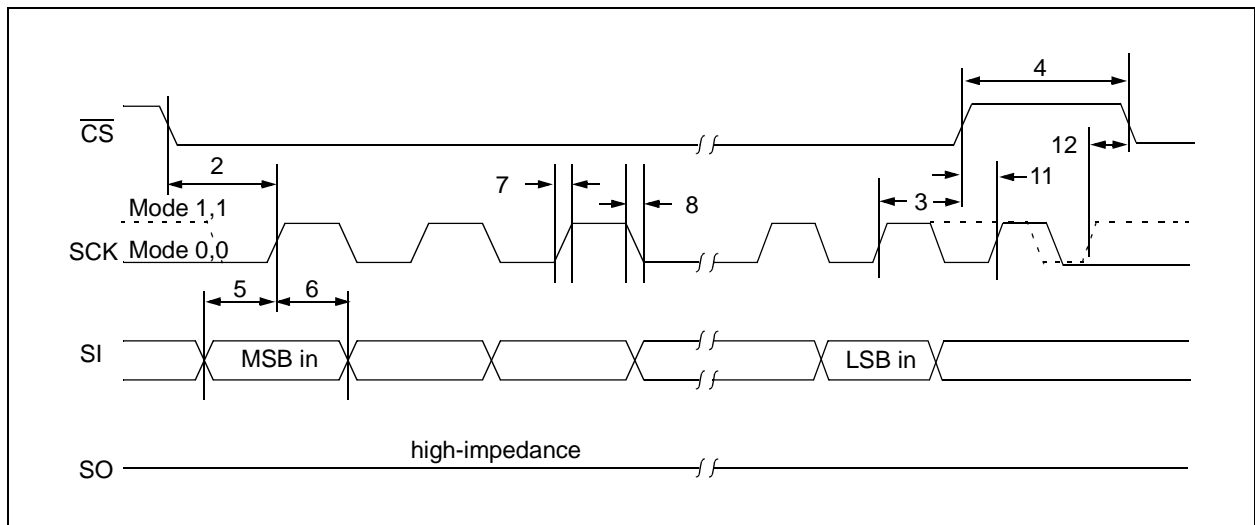 4
CS
12
2
7
11
8
3
Mode 1,1
SCK Mode 0,0
5
6
SI
MSB in
LSB in
high-impedance
SO